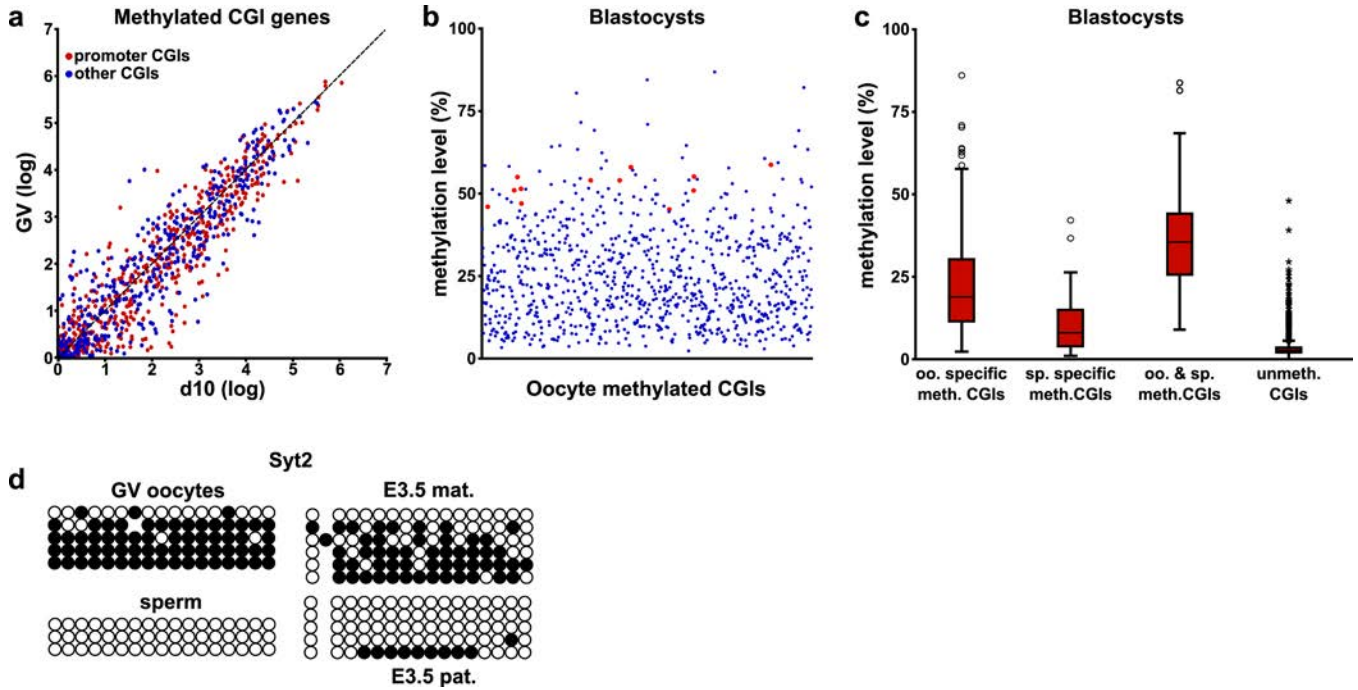 a
Methylated CGI genes
7
6
5
4
3
2
1
0
GV (log)
promoter CGIs
other CGIs
0 1 2 3 4 5 6 7
d10 (log)
b
Blastocysts
100
75
50
25
0
methylation level (%)
Oocyte methylated CGIs
c
Blastocysts
100
75
50
25
0
methylation level (%)
oo. specific
meth. CGIs
sp. specific
meth.CGIs
oo. & sp.
meth.CGIs
unmeth.
CGIs
d
Syt2
GV oocytes
E3.5 mat.
sperm
E3.5 pat.